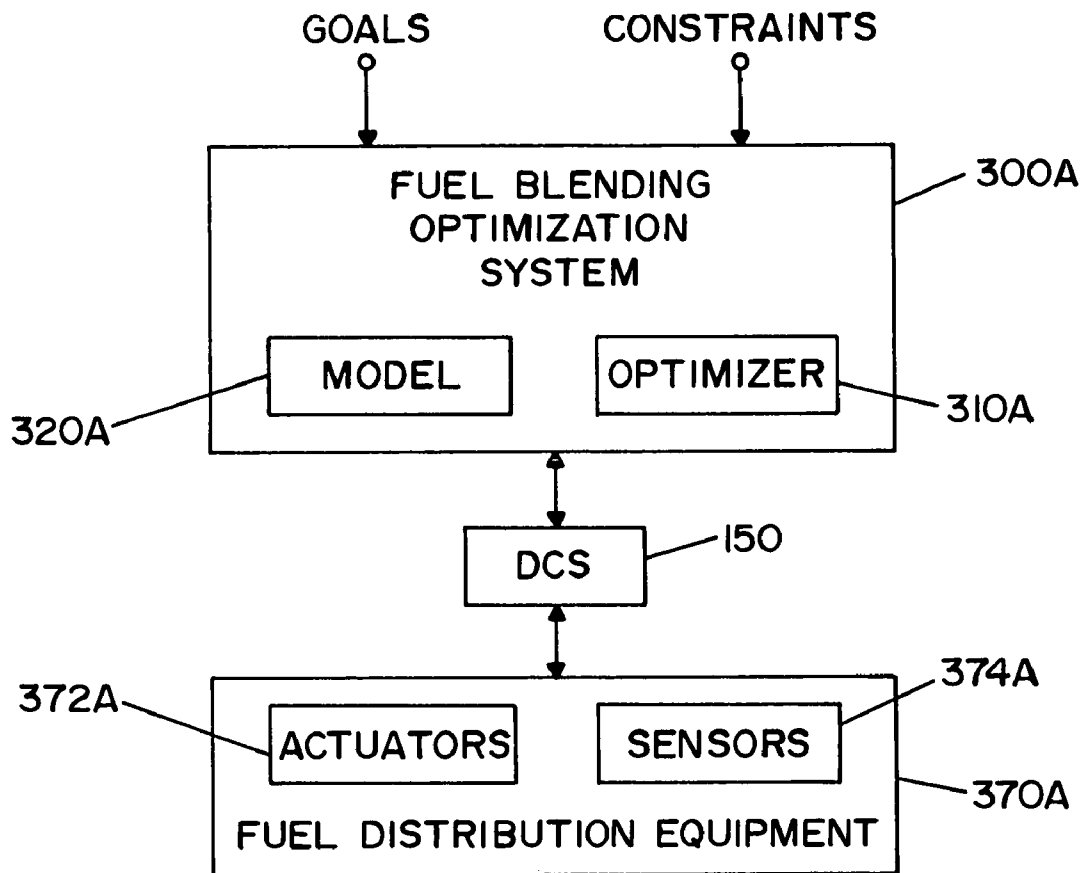 GOALS
CONSTRAINTS
FUEL BLENDING
OPTIMIZATION
SYSTEM
300A
MODEL
OPTIMIZER
320A
310A
DCS
150
372A
374A
ACTUATORS
SENSORS
370A
FUEL DISTRIBUTION EQUIPMENT